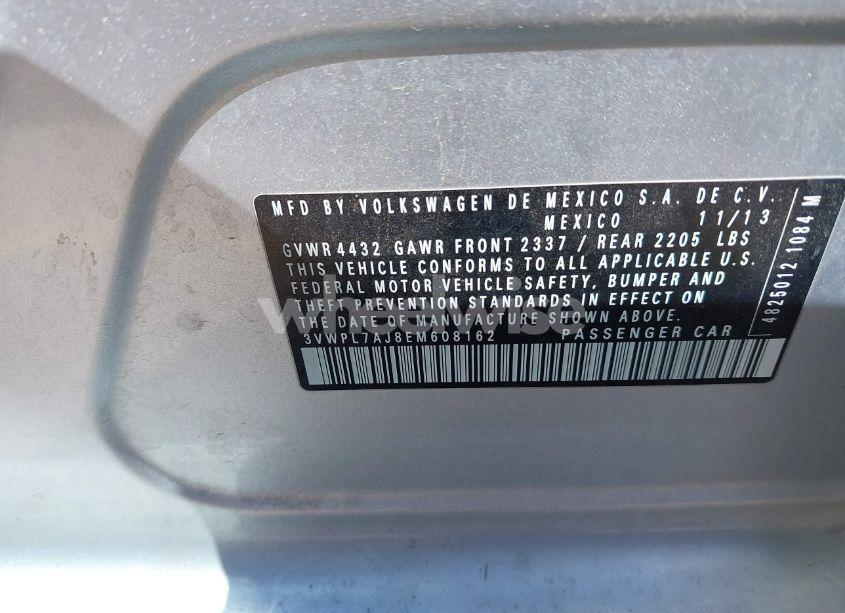 MFD BY VOLKSWAGEN DE MEXICO S.A. DE C.V.
MEXICO 11/13
GVWR 4432 GAWR FRONT 2337 / REAR 2205 LBS
THIS VEHICLE CONFORMS TO ALL APPLICABLE U.S.
FEDERAL MOTOR VEHICLE SAFETY, BUMPER AND
THEFT PREVENTION STANDARDS IN EFFECT ON
THE DATE OF MANUFACTURE SHOWN ABOVE.
3VWPL7AJ8EM608162 PASSENGER CAR
4825012 1084 M
wheelwise